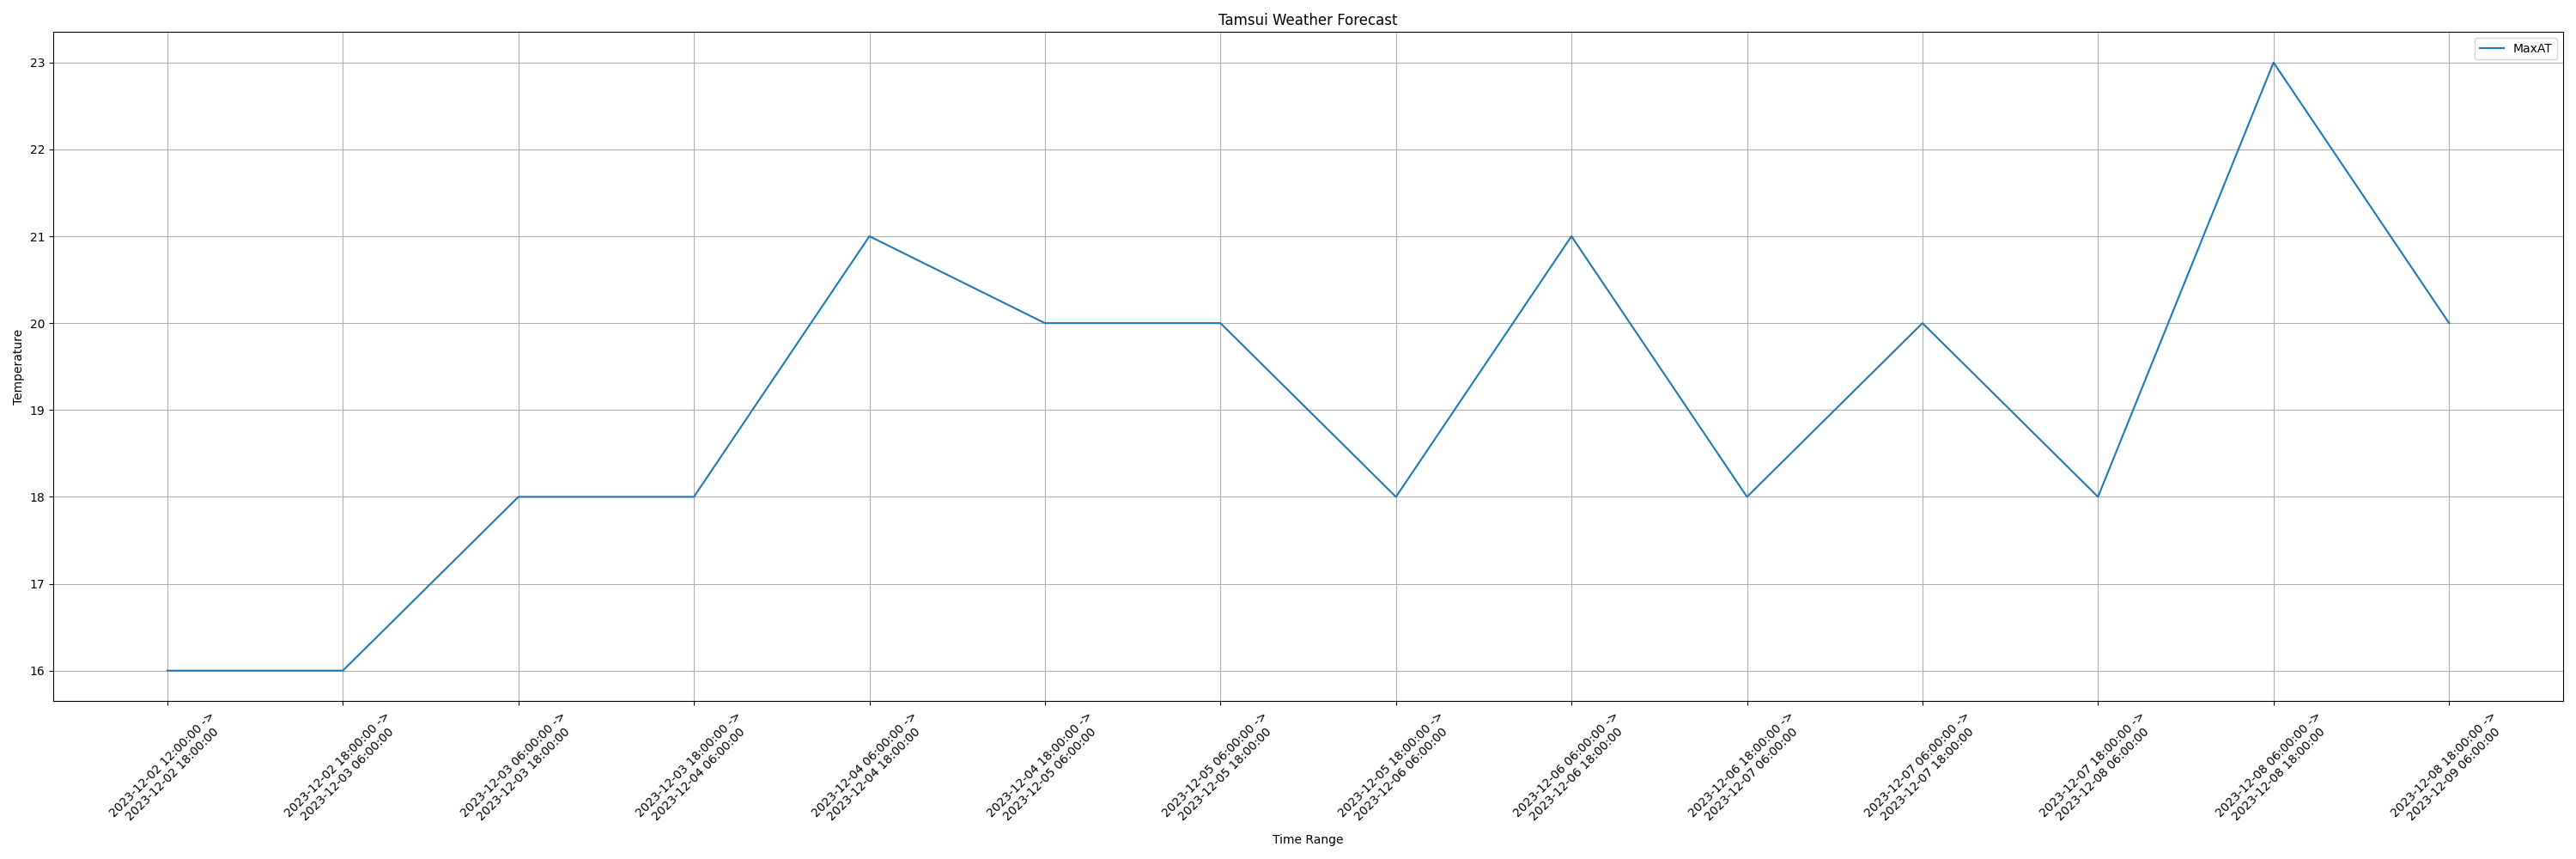 Tamsui Weather Forecast
MaxAT
Temperature
23
22
21
20
19
18
17
16
2023-12-02 12:00:00 ->
2023-12-02 18:00:00
2023-12-02 18:00:00 ->
2023-12-03 06:00:00
2023-12-03 06:00:00 ->
2023-12-03 18:00:00
2023-12-03 18:00:00 ->
2023-12-04 06:00:00
2023-12-04 06:00:00 ->
2023-12-04 18:00:00
2023-12-04 18:00:00 ->
2023-12-05 06:00:00
2023-12-05 06:00:00 ->
2023-12-05 18:00:00
2023-12-05 18:00:00 ->
2023-12-06 06:00:00
2023-12-06 06:00:00 ->
2023-12-06 18:00:00
2023-12-06 18:00:00 ->
2023-12-07 06:00:00
2023-12-07 06:00:00 ->
2023-12-07 18:00:00
2023-12-07 18:00:00 ->
2023-12-08 06:00:00
2023-12-08 06:00:00 ->
2023-12-08 18:00:00
2023-12-08 18:00:00 ->
2023-12-09 06:00:00
Time Range